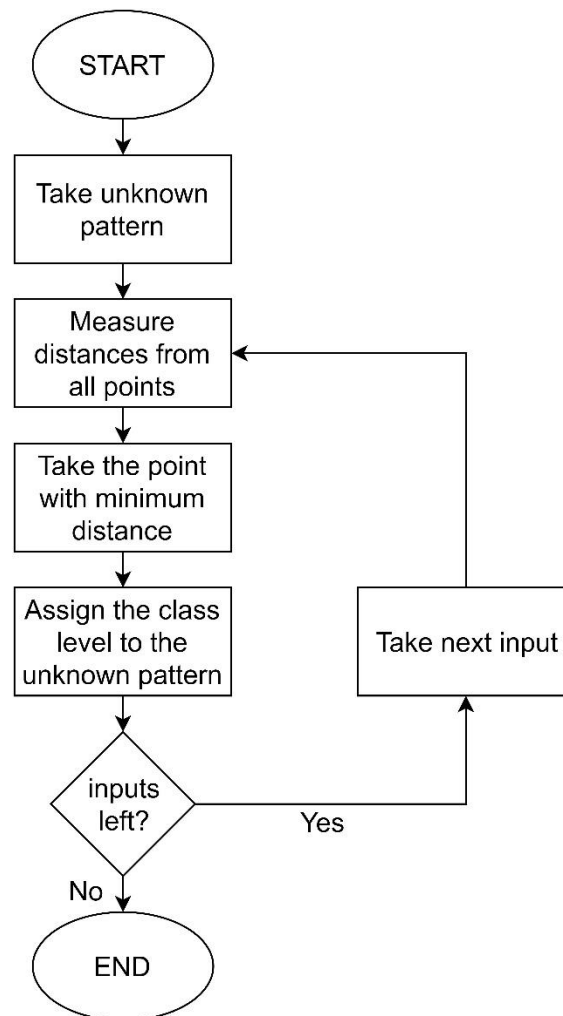 START
Take unknown
pattern
Measure
distances from
all points
Take the point
with minimum
distance
Assign the class
level to the
unknown pattern
Take next input
inputs
left?
Yes
No
END